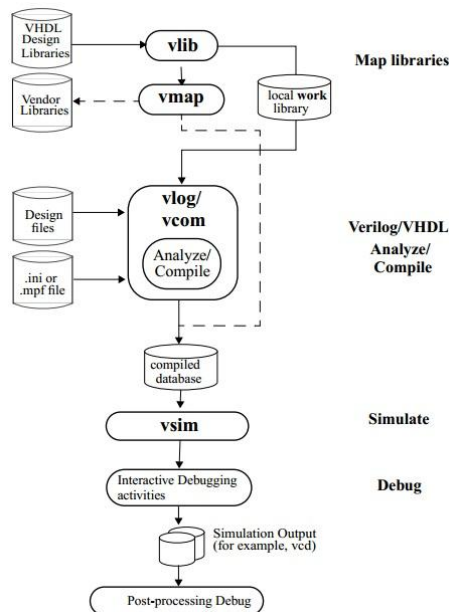 VHDL
Design
Libraries
vlib
Map libraries
Vendor
Libraries
vmap
local work
library
Design
files
vlog/
vcom
Analyze/
Compile
Verilog/VHDL
Analyze/
Compile
.ini or
.mpf file
compiled
database
vsim
Simulate
Interactive Debugging
activities
Debug
Simulation Output
(for example, vcd)
Post-processing Debug